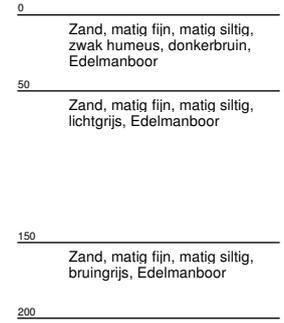 0
Zand, matig fijn, matig siltig,
zwak humeus, donkerbruin,
Edelmanboor
50
Zand, matig fijn, matig siltig,
lichtgrijs, Edelmanboor
150
Zand, matig fijn, matig siltig,
bruingrijs, Edelmanboor
200